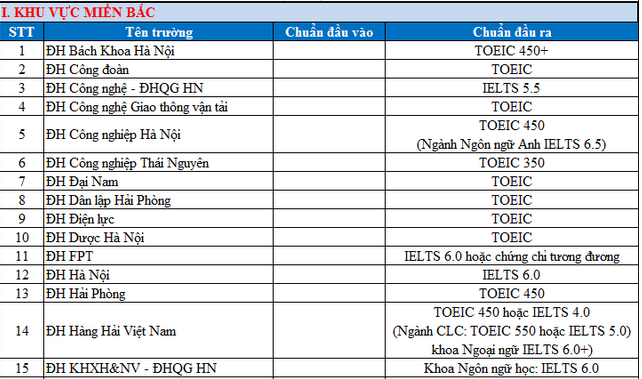 I. KHU VỰC MIỀN BẮC
STT Tên trường Chuẩn đầu vào Chuẩn đầu ra
1 ĐH Bách Khoa Hà Nội TOEIC 450+
2 ĐH Công đoàn TOEIC
3 ĐH Công nghệ - ĐHQG HN IELTS 5.5
4 ĐH Công nghệ Giao thông vận tải TOEIC
5 ĐH Công nghiệp Hà Nội TOEIC 450
(Ngành Ngôn ngữ Anh IELTS 6.5)
6 ĐH Công nghiệp Thái Nguyên TOEIC 350
7 ĐH Đại Nam TOEIC
8 ĐH Dân lập Hải Phòng TOEIC
9 ĐH Điện lực TOEIC
10 ĐH Dược Hà Nội TOEIC
11 ĐH FPT IELTS 6.0 hoặc chứng chỉ tương đương
12 ĐH Hà Nội IELTS 6.0
13 ĐH Hải Phòng TOEIC 450
14 ĐH Hàng Hải Việt Nam TOEIC 450 hoặc IELTS 4.0
(Ngành CLC: TOEIC 550 hoặc IELTS 5.0)
khoa Ngoại ngữ IELTS 6.0+)
15 ĐH KHXH&NV - ĐHQG HN Khoa Ngôn ngữ học: IELTS 6.0